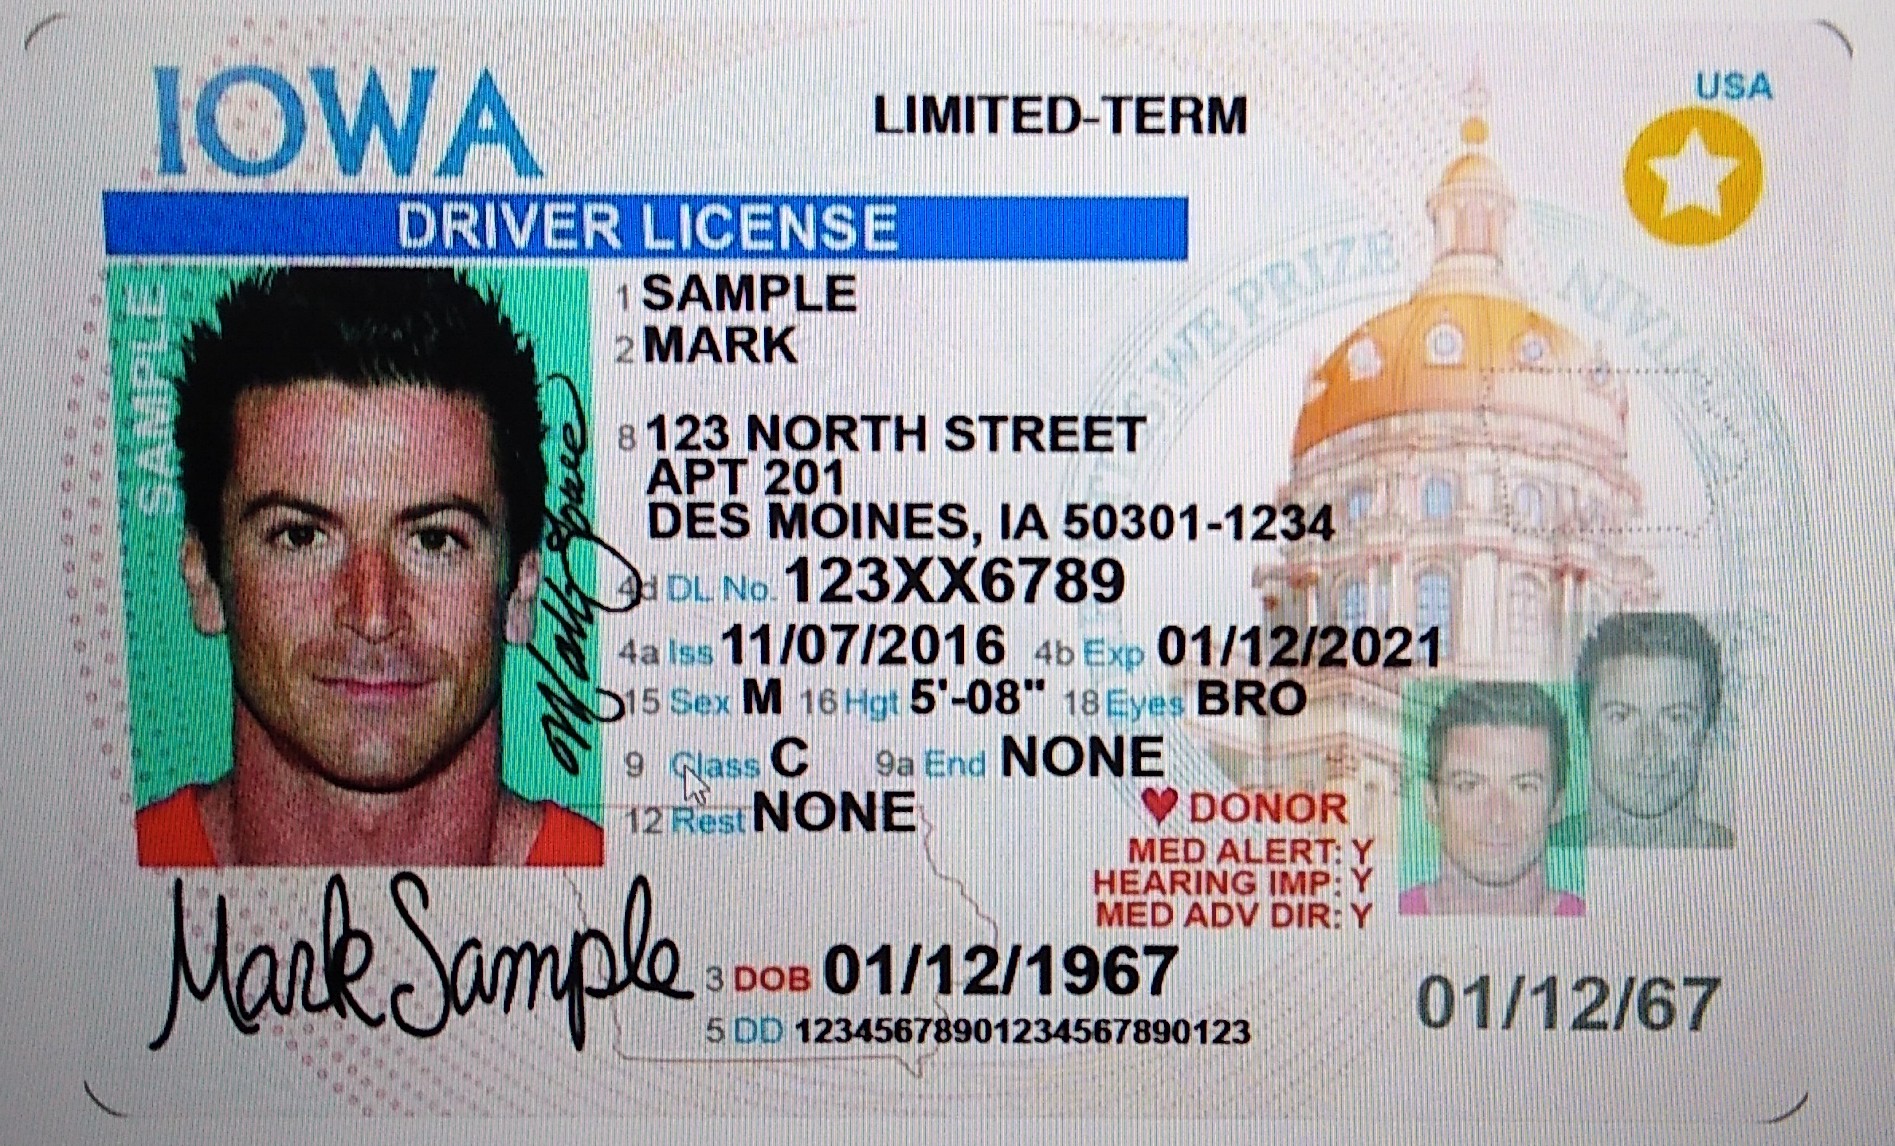 IOWA
LIMITED-TERM
USA
DRIVER LICENSE
SAMPLE
1 SAMPLE
2 MARK
8 123 NORTH STREET
APT 201
DES MOINES, IA 50301-1234
4d DL No. 123XX6789
4a Iss 11/07/2016 4b Exp 01/12/2021
15 Sex M 16 Hgt 5'-08" 18 Eyes BRO
9 Class C 9a End NONE
12 Rest NONE
DONOR
MED ALERT: Y
HEARING IMP: Y
MED ADV DIR: Y
Mark Sample
3 DOB 01/12/1967
01/12/67
5 DD 12345678901234567890123
WE PRIZE